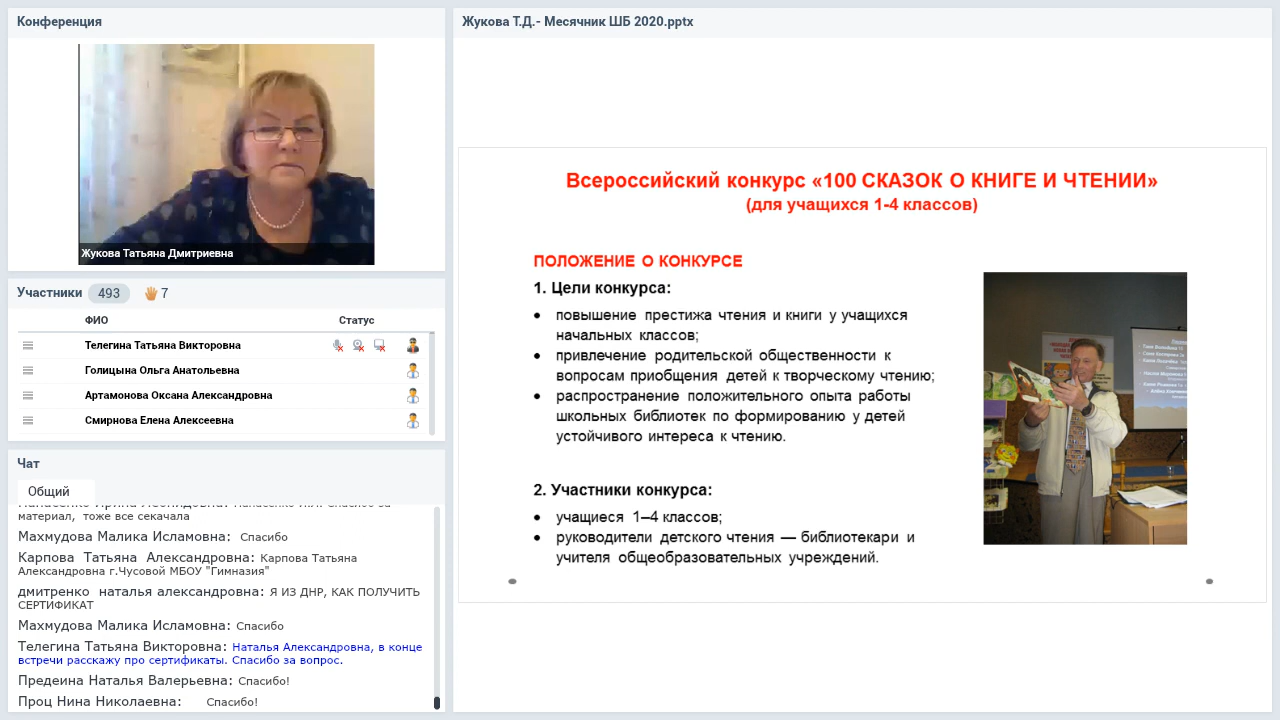 Конференция
Жукова Татьяна Дмитриевна
Участники 493 7
ФИО Статус
Телегина Татьяна Викторовна
Голицына Ольга Анатольевна
Артамонова Оксана Александровна
Смирнова Елена Алексеевна
Чат
Общий
материал, тоже все секачала
Махмудова Малика Исламовна: Спасибо
Карпова Татьяна Александровна: Карпова Татьяна
Александровна г.Чусовой МБОУ "Гимназия"
дмитренко наталья александровна: Я ИЗ ДНР, КАК ПОЛУЧИТЬ
СЕРТИФИКАТ
Махмудова Малика Исламовна: Спасибо
Телегина Татьяна Викторовна: Наталья Александровна, в конце
встречи расскажу про сертификаты. Спасибо за вопрос.
Предеина Наталья Валерьевна: Спасибо!
Проц Нина Николаевна: Спасибо!
Жукова Т.Д.- Месячник ШБ 2020.pptx
Всероссийский конкурс «100 СКАЗОК О КНИГЕ И ЧТЕНИИ»
(для учащихся 1-4 классов)
ПОЛОЖЕНИЕ О КОНКУРСЕ
1. Цели конкурса:
• повышение престижа чтения и книги у учащихся
начальных классов;
• привлечение родительской общественности к
вопросам приобщения детей к творческому чтению;
• распространение положительного опыта работы
школьных библиотек по формированию у детей
устойчивого интереса к чтению.
2. Участники конкурса:
• учащиеся 1–4 классов;
• руководители детского чтения — библиотекари и
учителя общеобразовательных учреждений.